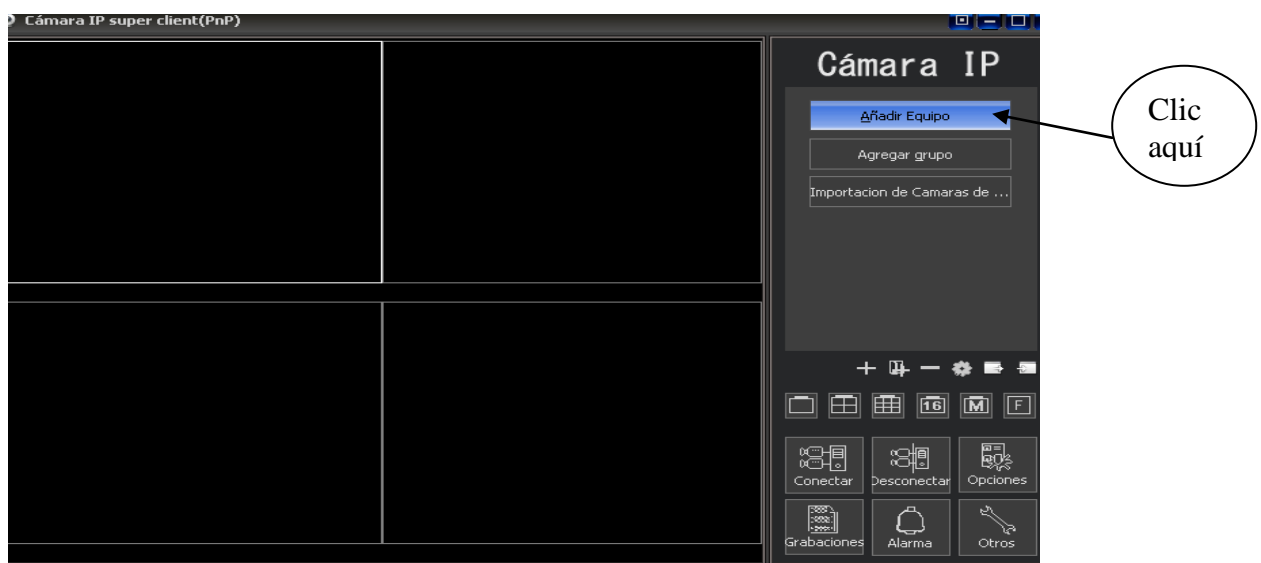 Cámara IP super client(PnP)
Cámara IP
Añadir Equipo
Agregar grupo
Importacion de Camaras de ...
16
M
F
Conectar
Desconectar
Opciones
Grabaciones
Alarma
Otros
Clic
aquí